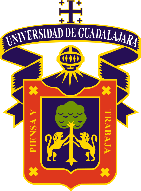 UNIVERSIDAD DE GUADALAJARA
PIENSA Y
TRABAJA